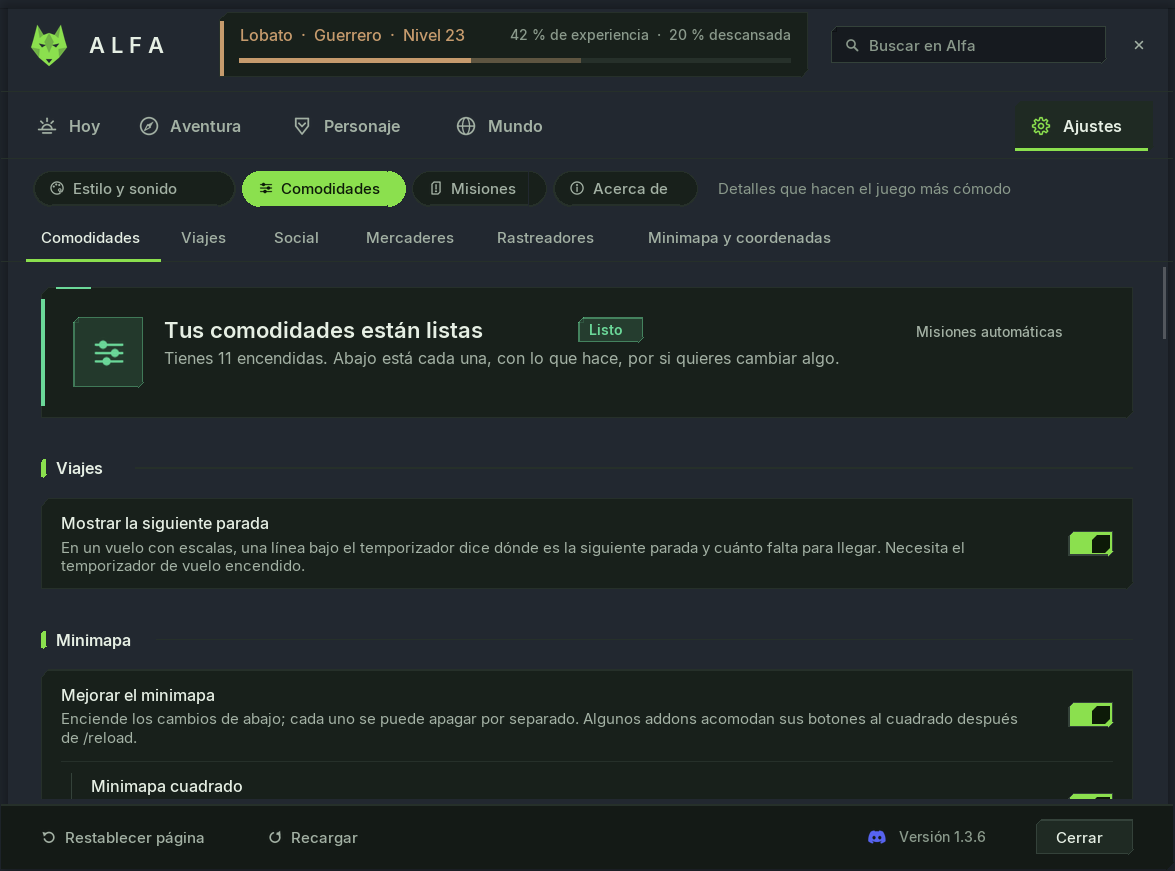 ALFA
Lobato · Guerrero · Nivel 23
42 % de experiencia · 20 % descansada
Buscar en Alfa
Hoy
Aventura
Personaje
Mundo
Ajustes
Estilo y sonido
Comodidades
Misiones
Acerca de
Detalles que hacen el juego más cómodo
Comodidades
Viajes
Social
Mercaderes
Rastreadores
Minimapa y coordenadas
Tus comodidades están listas
Listo
Misiones automáticas
Tienes 11 encendidas. Abajo está cada una, con lo que hace, por si quieres cambiar algo.
Viajes
Mostrar la siguiente parada
En un vuelo con escalas, una línea bajo el temporizador dice dónde es la siguiente parada y cuánto falta para llegar. Necesita el
temporizador de vuelo encendido.
Minimapa
Mejorar el minimapa
Enciende los cambios de abajo; cada uno se puede apagar por separado. Algunos addons acomodan sus botones al cuadrado después
de /reload.
Minimapa cuadrado
Restablecer página
Recargar
Versión 1.3.6
Cerrar